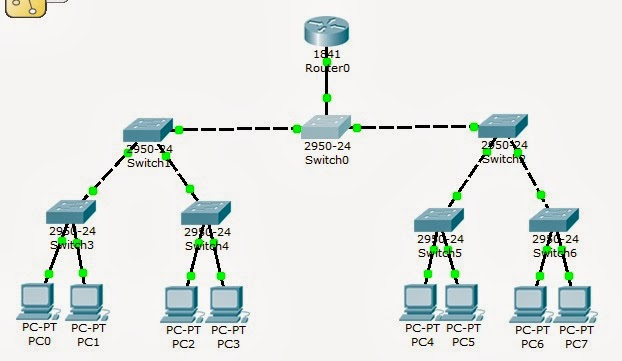 1841
Router0
2950-24
Switch1
2950-24
Switch0
2950-24
Switch2
2950-24
Switch3
2950-24
Switch4
2950-24
Switch5
2950-24
Switch6
PC-PT
PC0
PC-PT
PC1
PC-PT
PC2
PC-PT
PC3
PC-PT
PC4
PC-PT
PC5
PC-PT
PC6
PC-PT
PC7